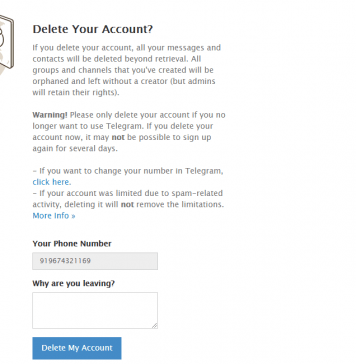 Delete Your Account?
If you delete your account, all your messages and
contacts will be deleted beyond retrieval. All
groups and channels that you've created will be
orphaned and left without a creator (but admins
will retain their rights).
Warning! Please only delete your account if you no
longer want to use Telegram. If you delete your
account now, it may not be possible to sign up
again for several days.
- If you want to change your number in Telegram,
click here.
- If your account was limited due to spam-related
activity, deleting it will not remove the limitations.
More Info »
Your Phone Number
919674321169
Why are you leaving?
Delete My Account